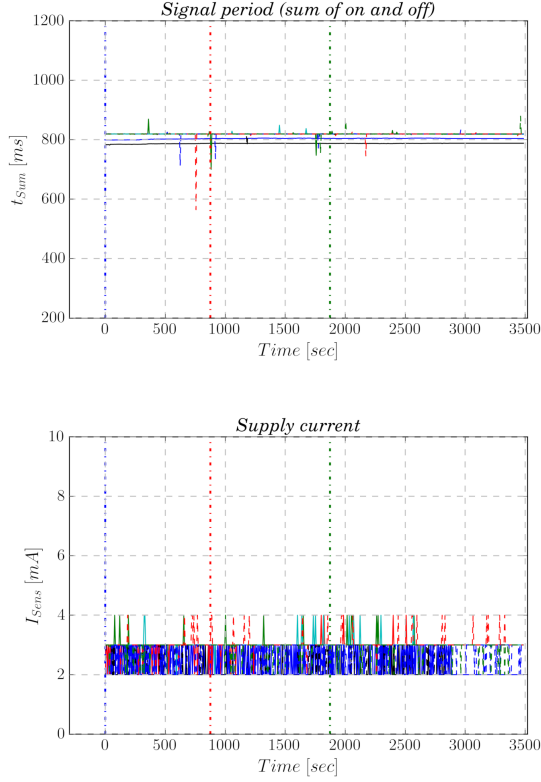 Signal period (sum of on and off)
1200
1000
800
600
400
200
t_Sum [ms]
0 500 1000 1500 2000 2500 3000 3500
Time [sec]
Supply current
10
8
6
4
2
0
I_Sens [mA]
0 500 1000 1500 2000 2500 3000 3500
Time [sec]